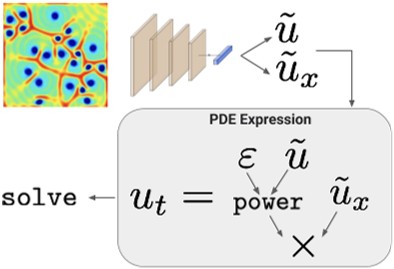 ũ
ũₓ
PDE Expression
ε ũ
solve uₜ = power ũₓ
×